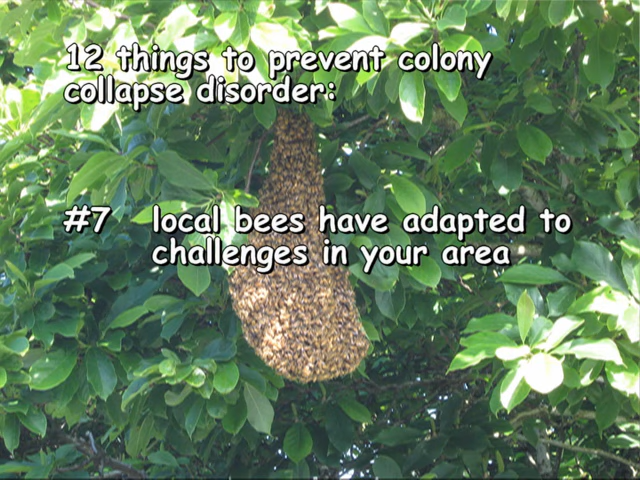 12 things to prevent colony
collapse disorder:
#7 local bees have adapted to
challenges in your area